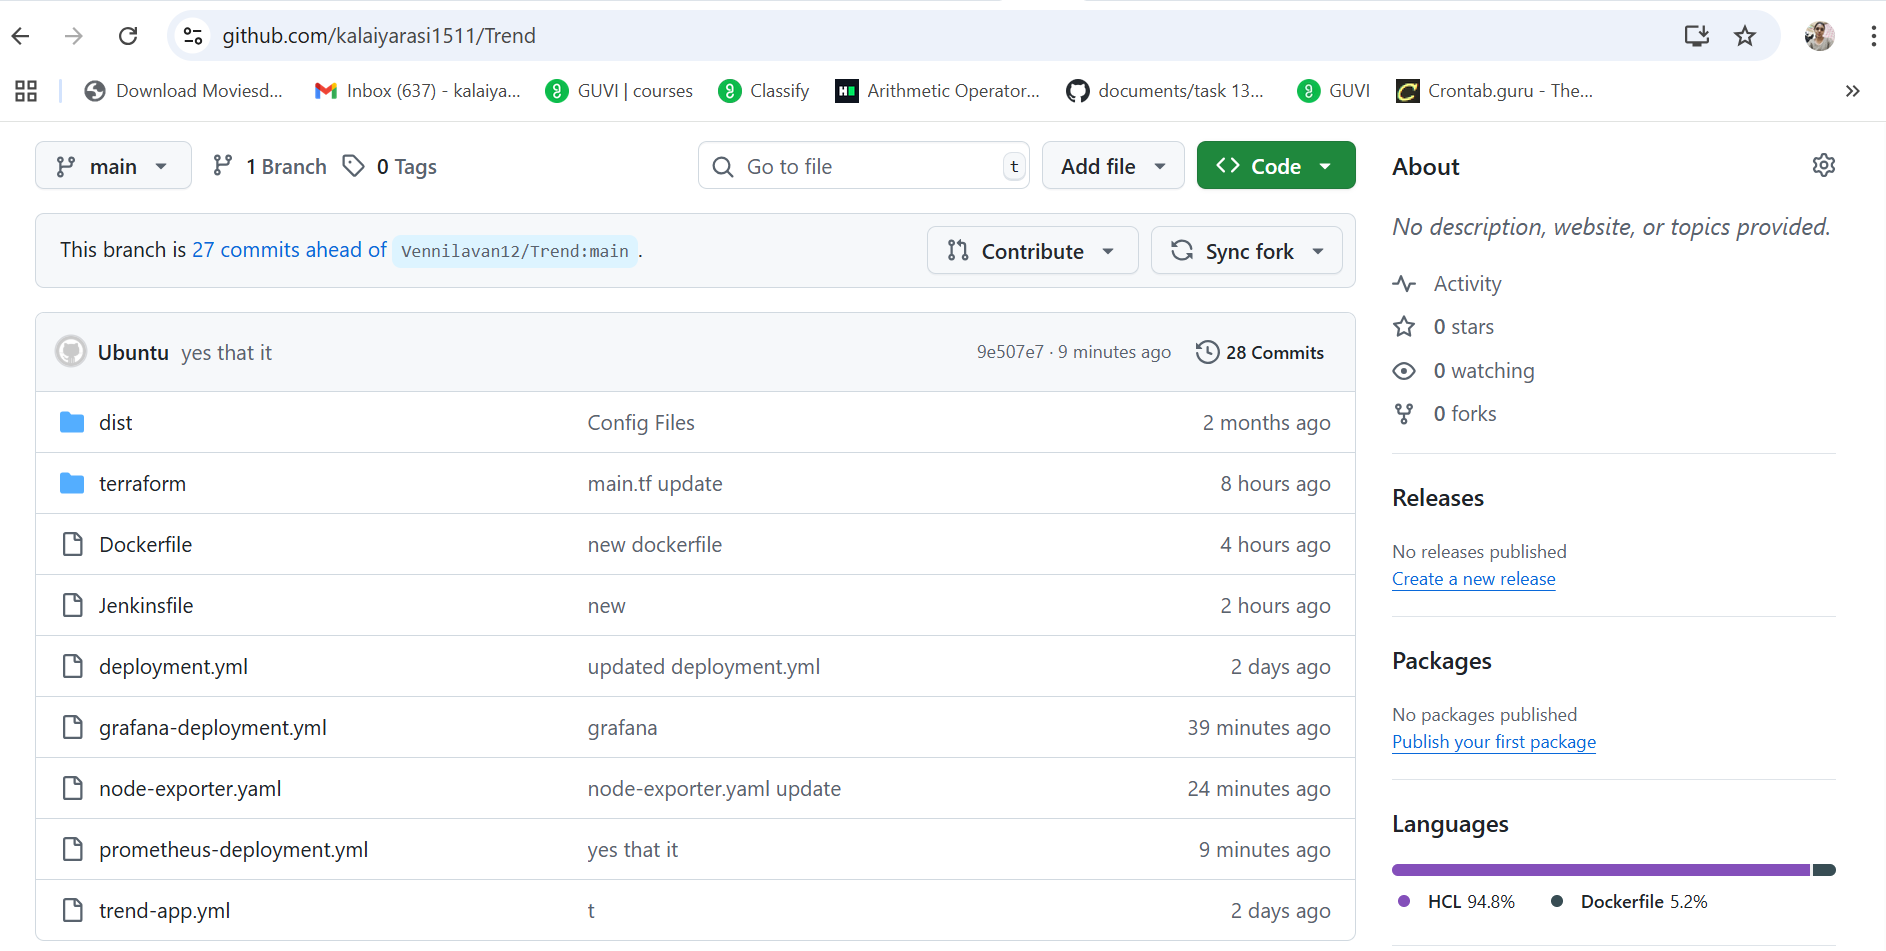 github.com/kalaiyarasi1511/Trend
Download Moviesd... Inbox (637) - kalaiya... GUVI | courses Classify Arithmetic Operator... documents/task 13... GUVI Crontab.guru - The... »
main 1 Branch 0 Tags Go to file t Add file Code
This branch is 27 commits ahead of Vennilavan12/Trend:main . Contribute Sync fork
Ubuntu yes that it 9e507e7 · 9 minutes ago 28 Commits
dist Config Files 2 months ago
terraform main.tf update 8 hours ago
Dockerfile new dockerfile 4 hours ago
Jenkinsfile new 2 hours ago
deployment.yml updated deployment.yml 2 days ago
grafana-deployment.yml grafana 39 minutes ago
node-exporter.yaml node-exporter.yaml update 24 minutes ago
prometheus-deployment.yml yes that it 9 minutes ago
trend-app.yml t 2 days ago
About
No description, website, or topics provided.
Activity
0 stars
0 watching
0 forks
Releases
No releases published
Create a new release
Packages
No packages published
Publish your first package
Languages
HCL 94.8% Dockerfile 5.2%